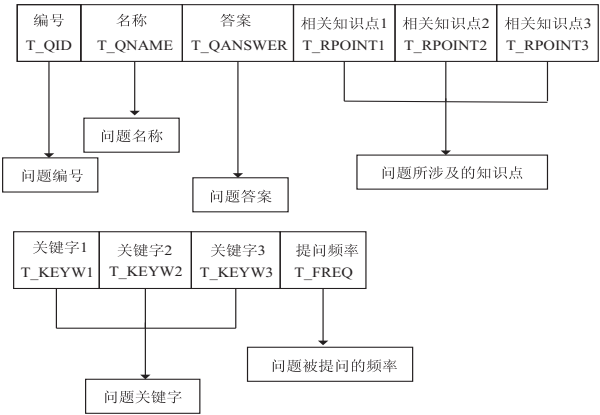 编号 名称 答案 相关知识点1 相关知识点2 相关知识点3
T_QID T_QNAME T_QANSWER T_RPOINT1 T_RPOINT2 T_RPOINT3
问题名称
问题编号
问题所涉及的知识点
问题答案
关键字1 关键字2 关键字3 提问频率
T_KEYW1 T_KEYW2 T_KEYW3 T_FREQ
问题被提问的频率
问题关键字